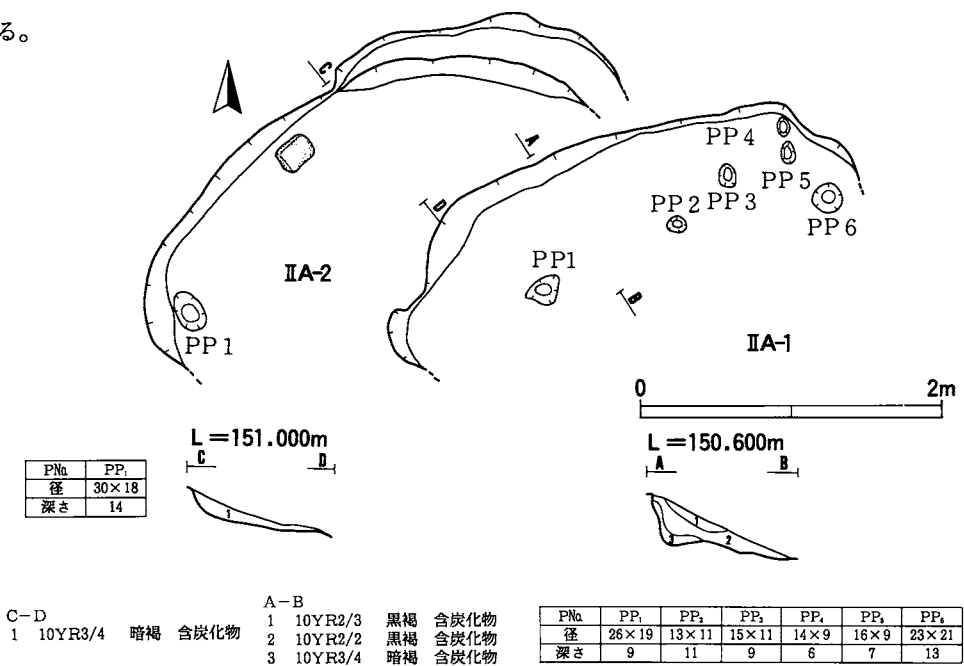 る。
C
A
PP4
D
PP5
PP2 PP3
PP6
ⅡA-2
PP1
B
PP1
ⅡA-1
0 2m
L=151.000m
C D
1
L=150.600m
A B
1
2
3
P№ PP₁
径 30×18
深さ 14
C-D
1 10YR3/4 暗褐 含炭化物
A-B
1 10YR2/3 黒褐 含炭化物
2 10YR2/2 黒褐 含炭化物
3 10YR3/4 暗褐 含炭化物
P№ PP₁ PP₂ PP₃ PP₄ PP₅ PP₆
径 26×19 13×11 15×11 14×9 16×9 23×21
深さ 9 11 9 6 7 13